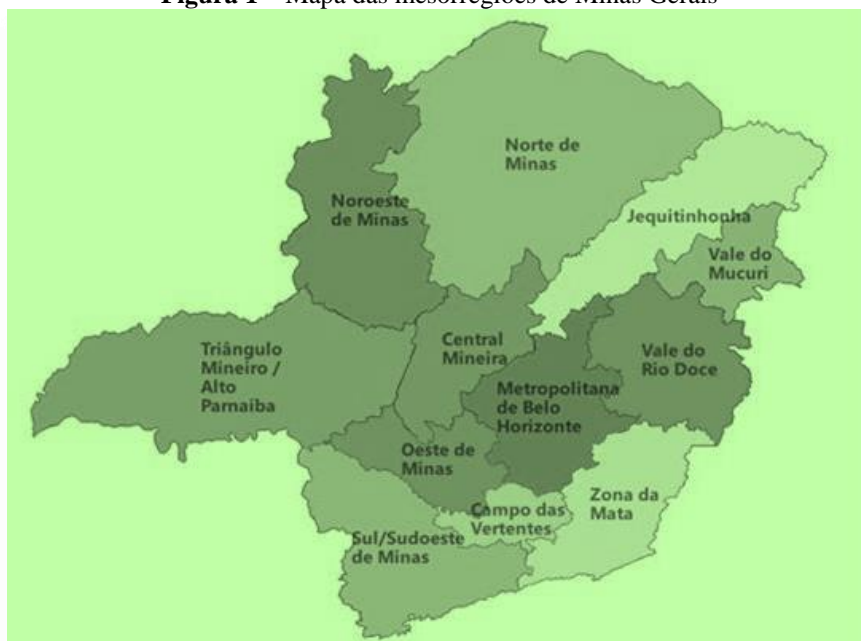 Figura 1 – Mapa das mesorregiões de Minas Gerais
Norte de
Minas
Noroeste
de Minas
Jequitinhonha
Vale do
Mucuri
Triângulo
Mineiro /
Alto
Parnaiba
Central
Mineira
Vale do
Rio Doce
Metropolitana
de Belo
Horizonte
Oeste de
Minas
Zona da
Mata
Campo das
Vertentes
Sul/Sudoeste
de Minas